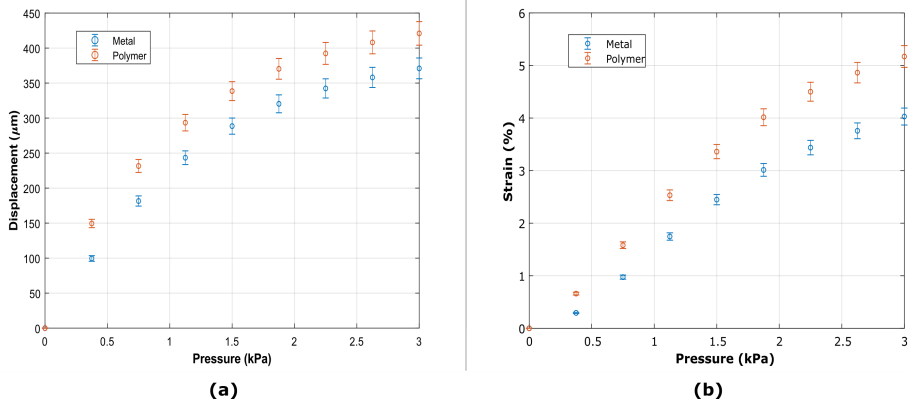 450
400
350
300
250
200
150
100
50
0
Displacement (μm)
Metal
Polymer
0 0.5 1 1.5 2 2.5 3
Pressure (kPa)
(a)
6
5
4
3
2
1
0
Strain (%)
Metal
Polymer
0 0.5 1 1.5 2 2.5 3
Pressure (kPa)
(b)